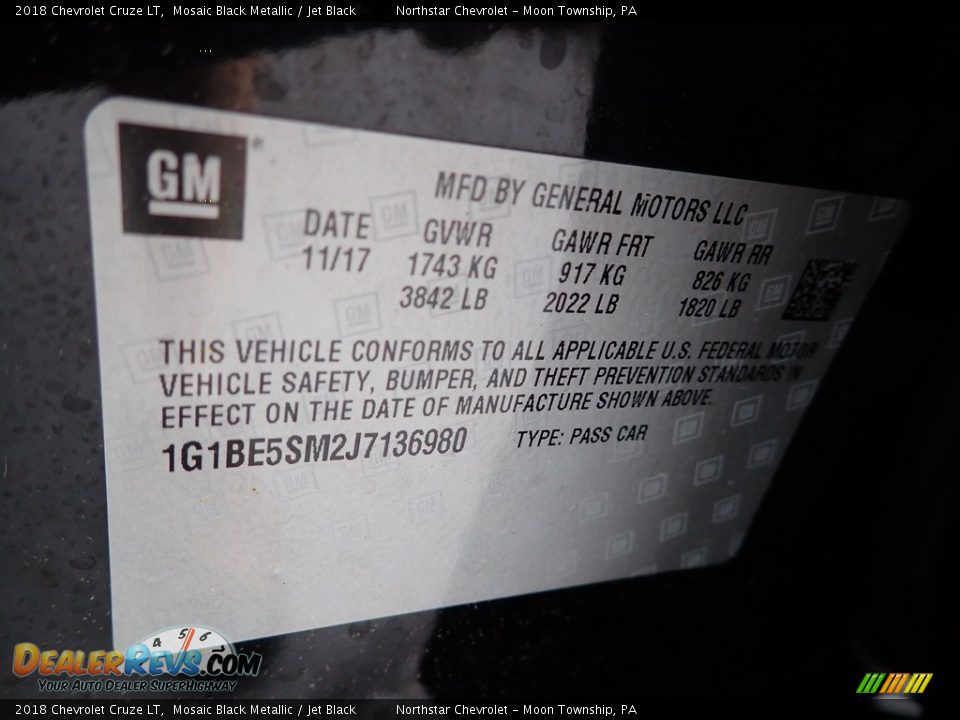 2018 Chevrolet Cruze LT,  Mosaic Black Metallic / Jet Black          Northstar Chevrolet - Moon Township, PA
GM
MFD BY GENERAL MOTORS LLC
DATE GVWR GAWR FRT GAWR RR
11/17 1743 KG 917 KG 826 KG
3842 LB 2022 LB 1820 LB
THIS VEHICLE CONFORMS TO ALL APPLICABLE U.S. FEDERAL MOTOR
VEHICLE SAFETY, BUMPER, AND THEFT PREVENTION STANDARDS IN
EFFECT ON THE DATE OF MANUFACTURE SHOWN ABOVE.
1G1BE5SM2J7136980 TYPE: PASS CAR
4 5 6
DealerRevs.com
Your Auto Dealer SuperHighway
2018 Chevrolet Cruze LT,  Mosaic Black Metallic / Jet Black          Northstar Chevrolet - Moon Township, PA